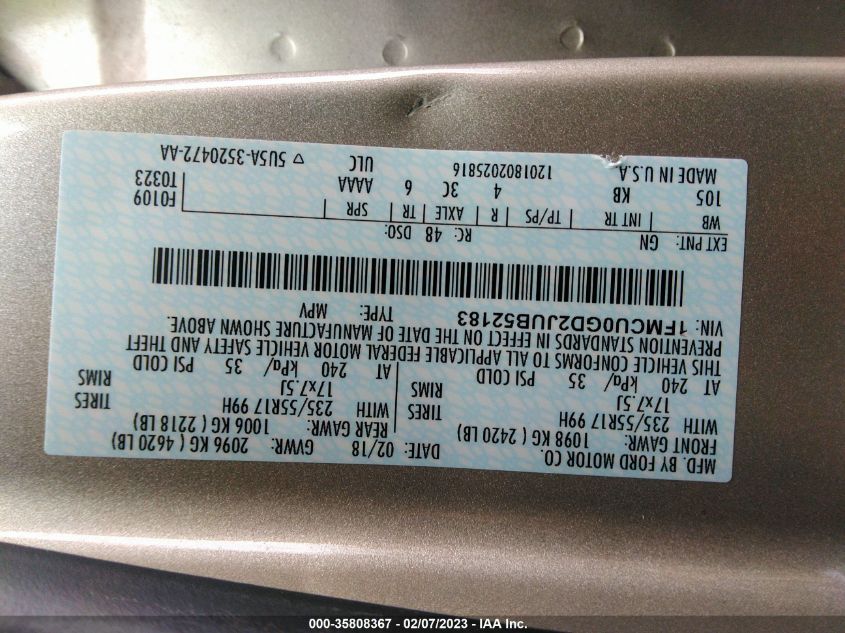 MFD. BY FORD MOTOR CO.
DATE: 02/18 GVWR: 2096 KG ( 4620 LB)
FRONT GAWR: 1098 KG ( 2420 LB) REAR GAWR: 1006 KG ( 2218 LB)
WITH 235/55R17 99H TIRES WITH 235/55R17 99H TIRES
17x7.5J RIMS 17x7.5J RIMS
AT 240 kPa/ 35 PSI COLD AT 240 kPa/ 35 PSI COLD
THIS VEHICLE CONFORMS TO ALL APPLICABLE FEDERAL MOTOR VEHICLE SAFETY AND THEFT
PREVENTION STANDARDS IN EFFECT ON THE DATE OF MANUFACTURE SHOWN ABOVE.
VIN: 1FMCU0GD2JUB52183 TYPE: MPV
EXT PNT: GN RC: 48 DSO: F0109
WB INT TR TP/PS R AXLE TR SPR T0323
105 KB 4 3C 6 AAAA
ULC
MADE IN U.S.A 1201802025816 ▽ 5U5A-3520472-AA
000-35808367 - 02/07/2023 - IAA Inc.